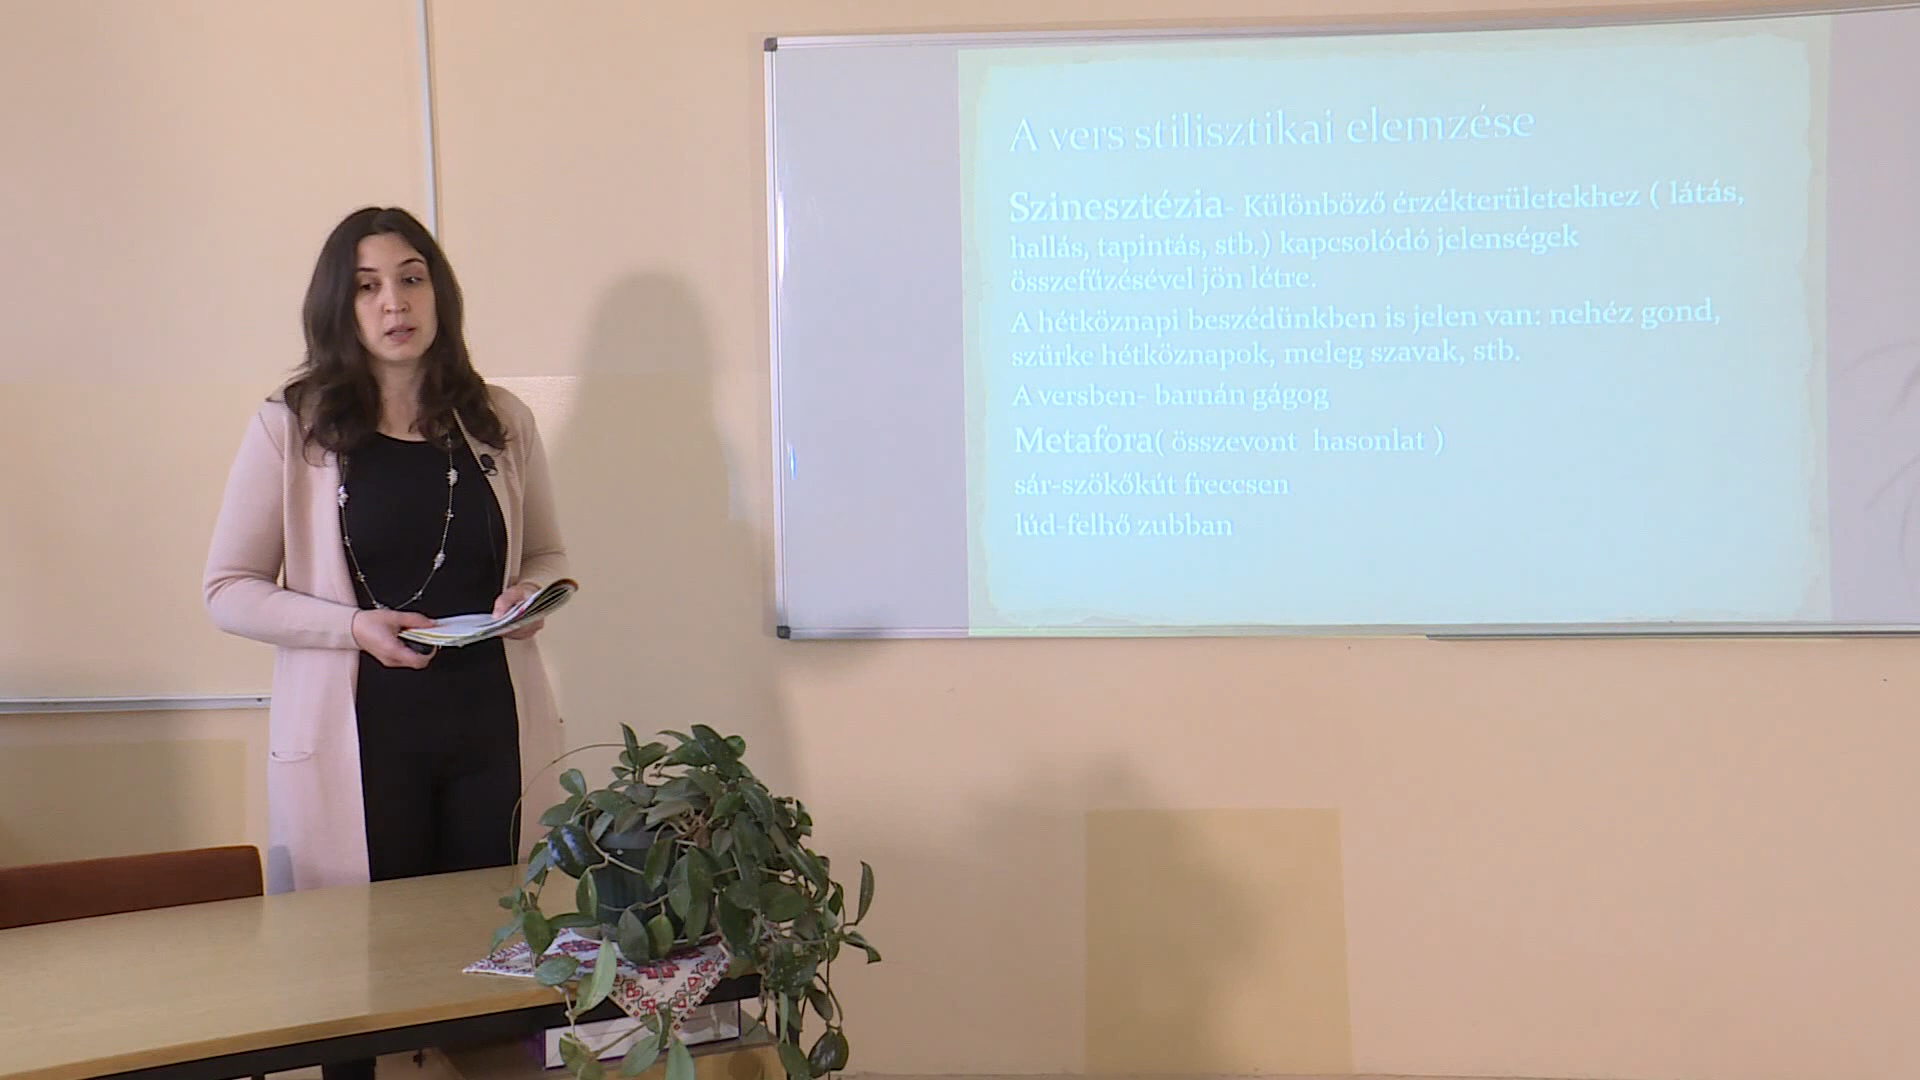 A vers stilisztikai elemzése
Szinesztézia- Különböző érzékterületekhez ( látás,
hallás, tapintás, stb.) kapcsolódó jelenségek
összefűzésével jön létre.
A hétköznapi beszédünkben is jelen van: nehéz gond,
szürke hétköznapok, meleg szavak, stb.
A versben- barnán gágog
Metafora( összevont hasonlat )
sár-szökőkút freccsen
lúd-felhő zubban